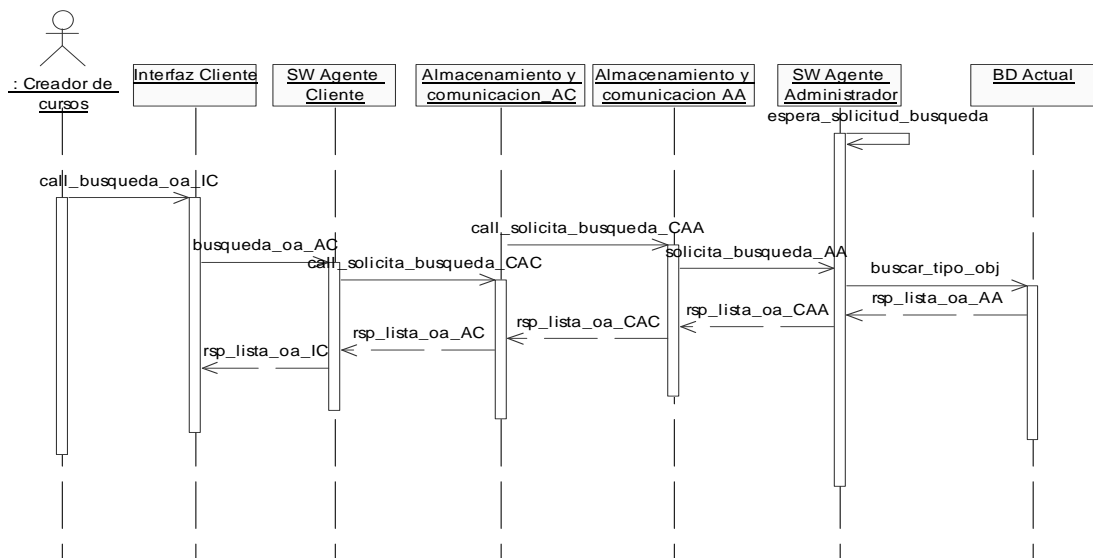 : Creador de
cursos
Interfaz Cliente
SW Agente
Cliente
Almacenamiento y
comunicacion_AC
Almacenamiento y
comunicacion AA
SW Agente
Administrador
BD Actual
espera_solicitud_busqueda
call_busqueda_oa_IC
call_solicita_busqueda_CAA
busqueda_oa_AC
solicita_busqueda_AA
call_solicita_busqueda_CAC
buscar_tipo_obj
rsp_lista_oa_AA
rsp_lista_oa_CAA
rsp_lista_oa_CAC
rsp_lista_oa_AC
rsp_lista_oa_IC